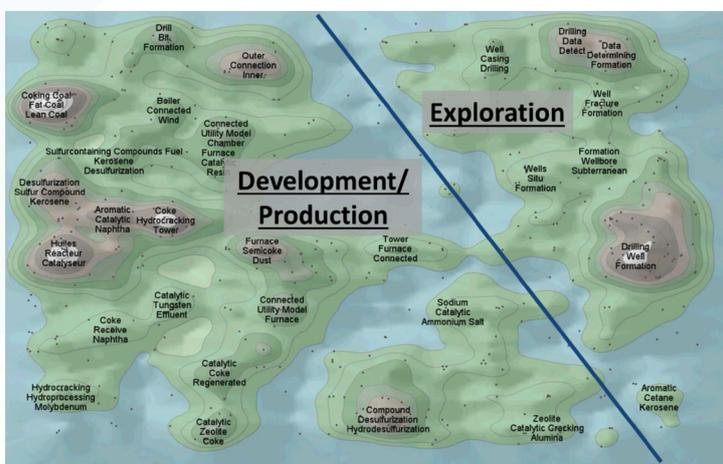 Drill
Bit
Formation
Outer
Connection
Inner
Coking Coal
Fat Coal
Lean Coal
Boiler
Connected
Wind
Connected
Utility Model
Chamber
Furnace
Catalytic
Resin
Sulfurcontaining Compounds Fuel
Kerosene
Desulfurization
Desulfurization
Sulfur Compound
Kerosene
Aromatic
Catalytic
Naphtha
Coke
Hydrocracking
Tower
Huiles
Réacteur
Catalyseur
Development/
Production
Furnace
Semicoke
Dust
Tower
Furnace
Connected
Catalytic
Tungsten
Effluent
Connected
Utility-Model
Furnace
Coke
Receive
Naphtha
Catalytic
Coke
Regenerated
Hydrocracking
Hydroprocessing
Molybdenum
Catalytic
Zeolite
Coke
Sodium
Catalytic
Ammonium Salt
Compound
Desulfurization
Hydrodesulfurization
Zeolite
Catalytic Cracking
Alumina
Exploration
Well
Casing
Drilling
Drilling
Data
Detect
Data
Determining
Formation
Well
Fracture
Formation
Formation
Wellbore
Subterranean
Wells
Situ
Formation
Drilling
Well
Formation
Aromatic
Cetane
Kerosene